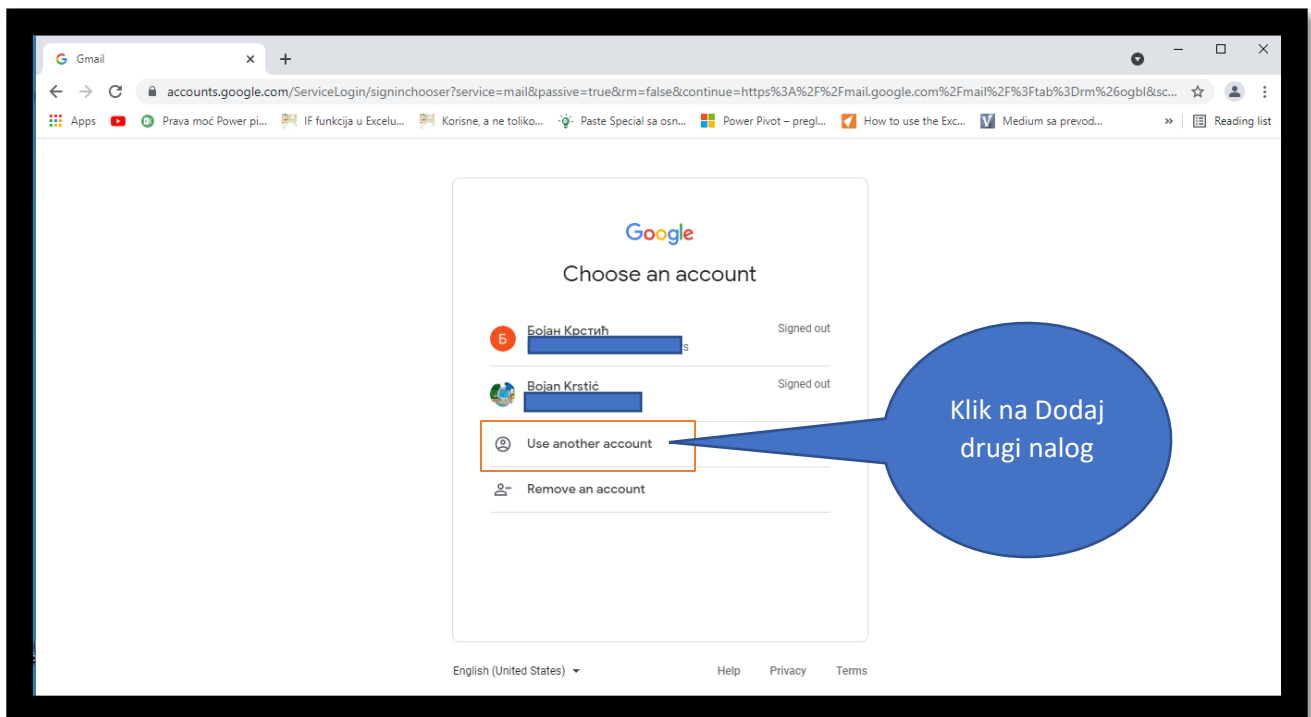 Gmail
accounts.google.com/ServiceLogin/signinchooser?service=mail&passive=true&rm=false&continue=https%3A%2F%2Fmail.google.com%2Fmail%2F%3Ftab%3Drm%26ogbl&sc...
Apps Prava moć Power pi... IF funkcija u Excelu... Korisne, a ne toliko... Paste Special sa osn... Power Pivot – pregl... How to use the Exc... Medium sa prevod... » Reading list
Google
Choose an account
Б Бојан Крстић Signed out
s
Bojan Krstić Signed out
Use another account
Remove an account
Klik na Dodaj
drugi nalog
English (United States) Help Privacy Terms